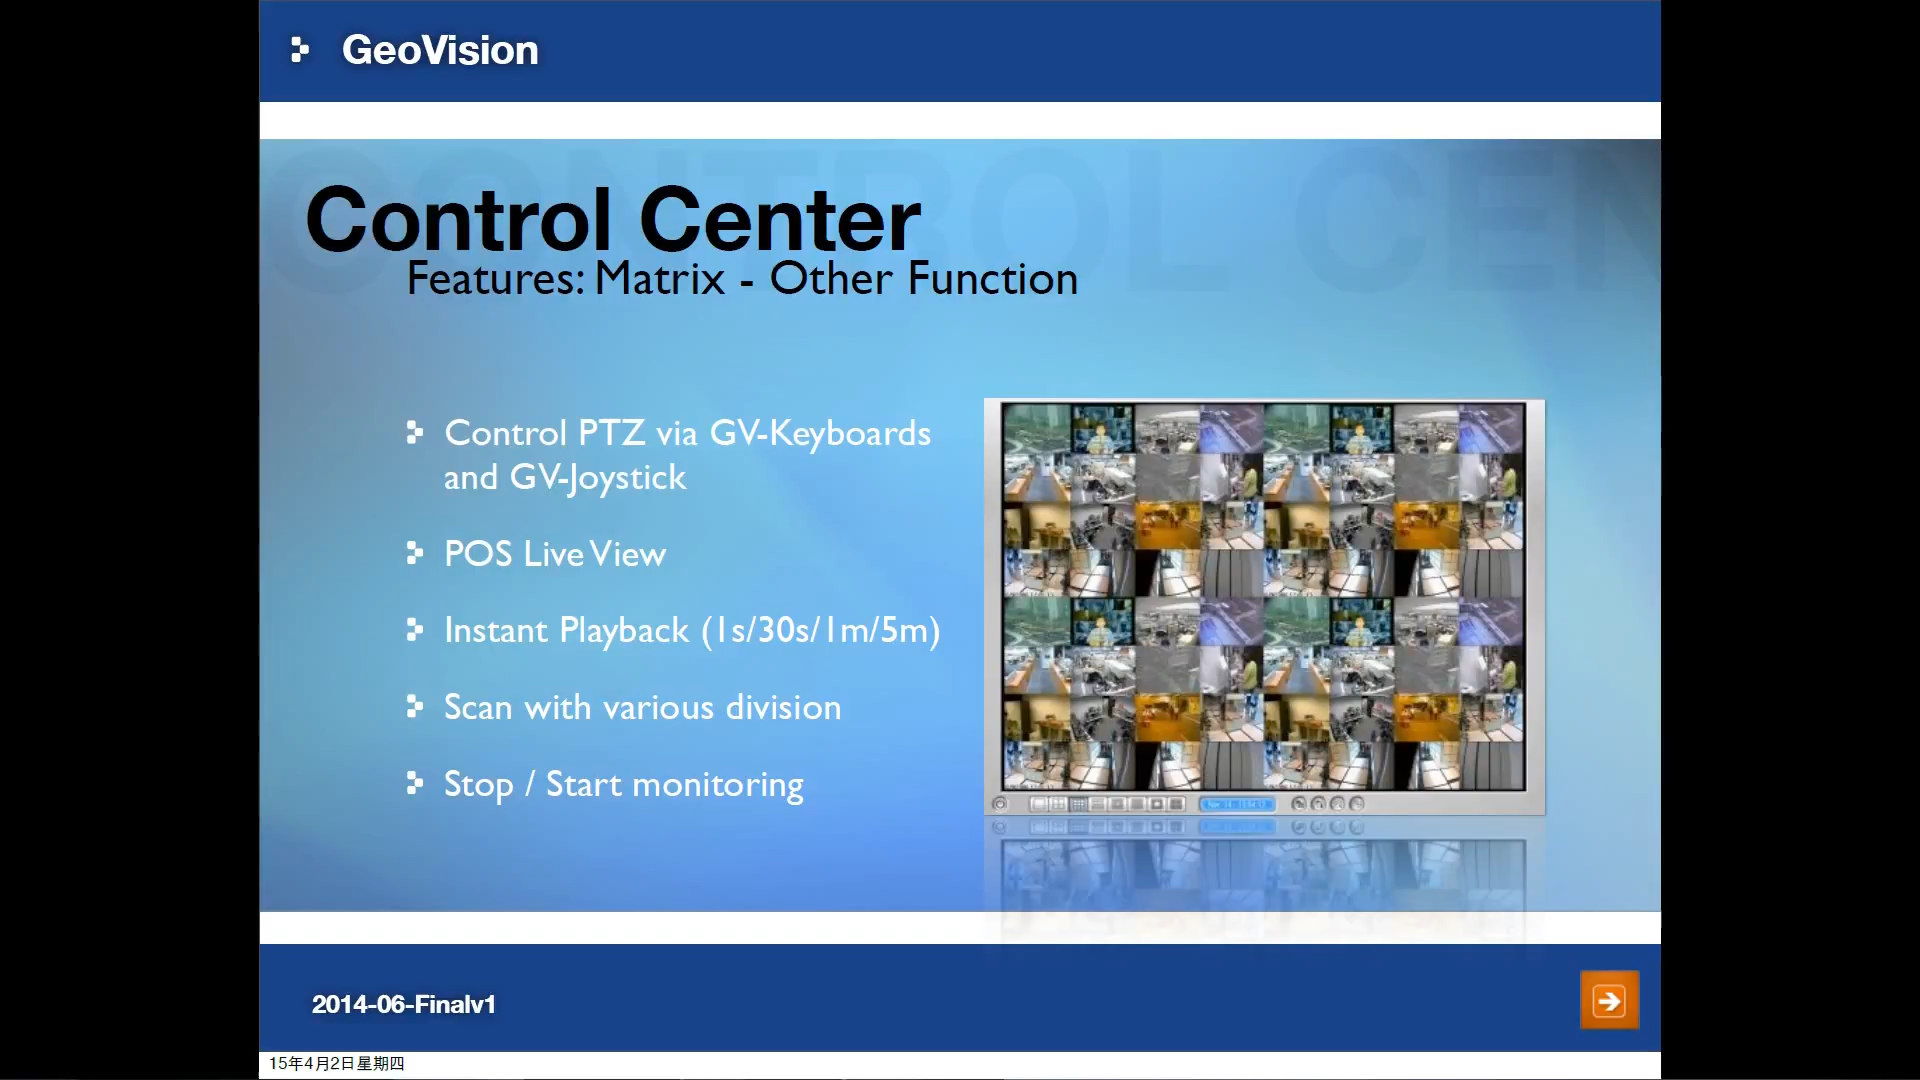 GeoVision
CONTROL CEN
Control Center
Features: Matrix - Other Function
Control PTZ via GV-Keyboards
and GV-Joystick
POS Live View
Instant Playback (1s/30s/1m/5m)
Scan with various division
Stop / Start monitoring
2014-06-Finalv1
15年4月2日星期四